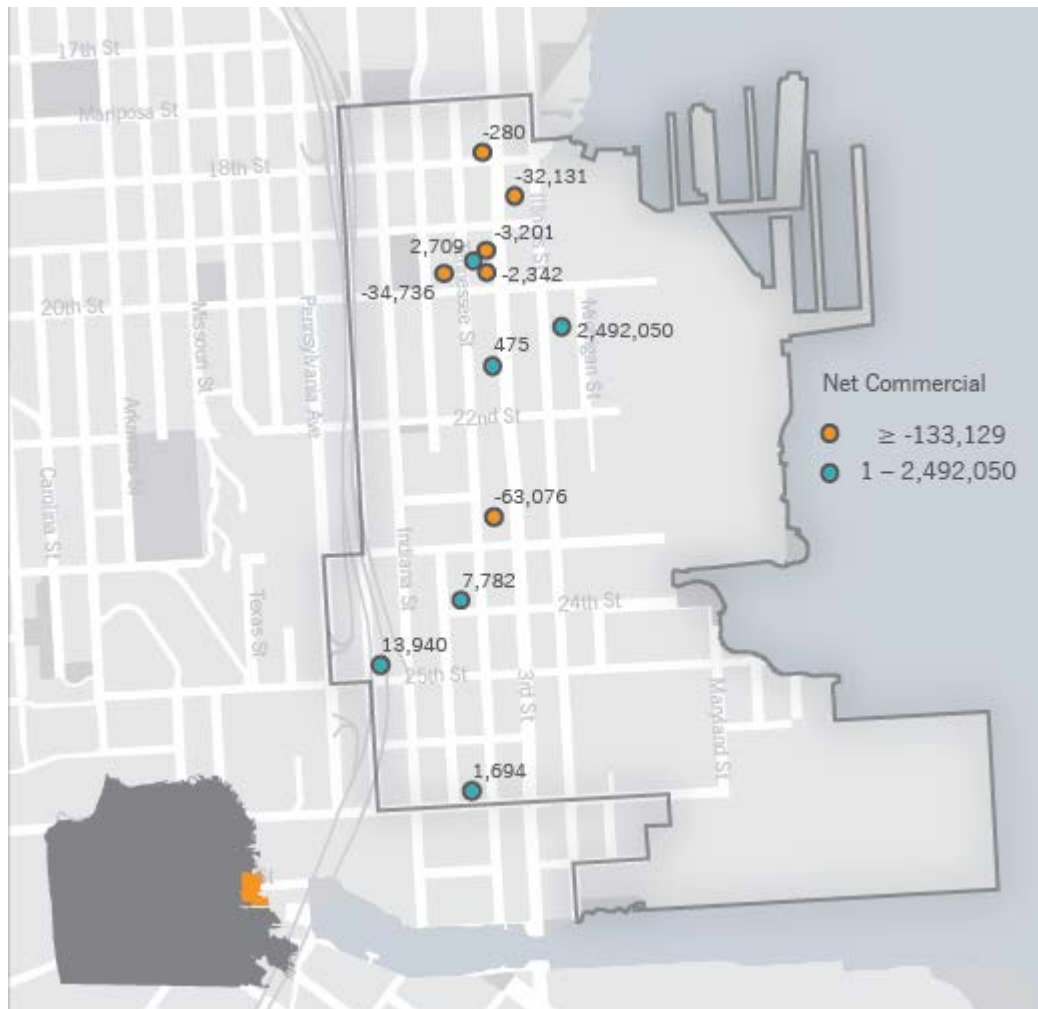 17th St
Mariposa St
-280
18th St
-32,131
Illinois St
-3,201
2,709
-2,342
-34,736
20th St
Missouri St
Pennsylvania Ave
Michigan St
2,492,050
475
Net Commercial
≥ -133,129
1 – 2,492,050
22nd St
Arkansas St
Carolina St
-63,076
Indiana St
7,782
24th St
Texas St
13,940
25th St
3rd St
Maryland St
1,694